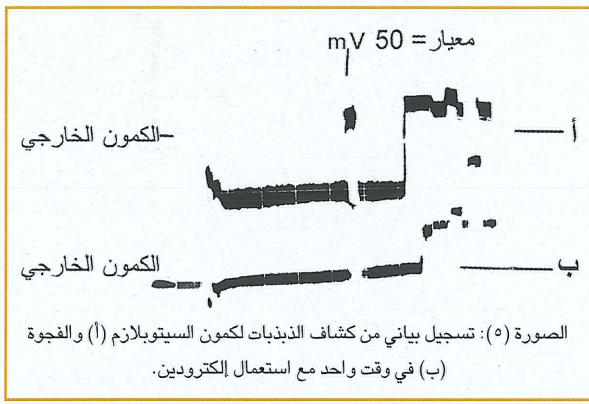 معيار = 50 mV
الكمون الخارجي
أ
الكمون الخارجي
ب
الصورة (٥): تسجيل بياني من كشاف الذبذبات لكمون السيتوبلازم (أ) والفجوة
(ب) في وقت واحد مع استعمال إلكترودين.